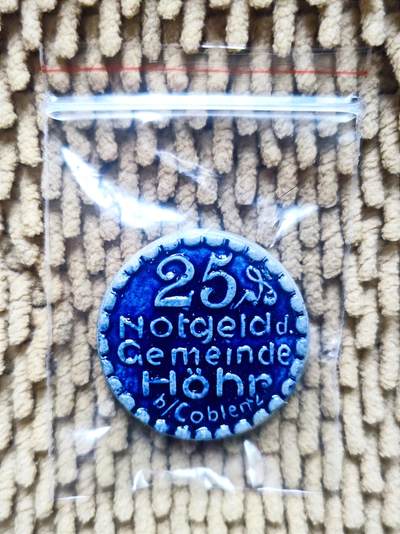 25 ₰
Notgeld d.
Gemeinde
Höhr
b/Coblenz